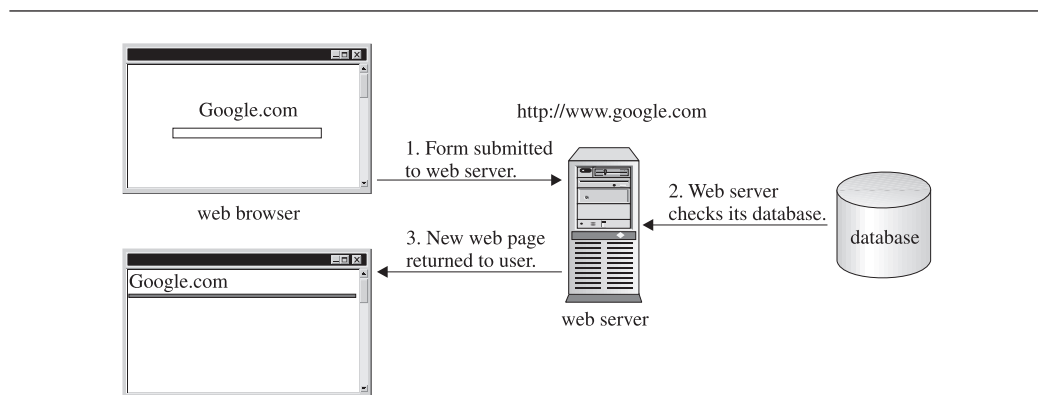 Google.com
http://www.google.com
1. Form submitted
to web server.
web browser
2. Web server
checks its database.
database
3. New web page
returned to user.
Google.com
web server